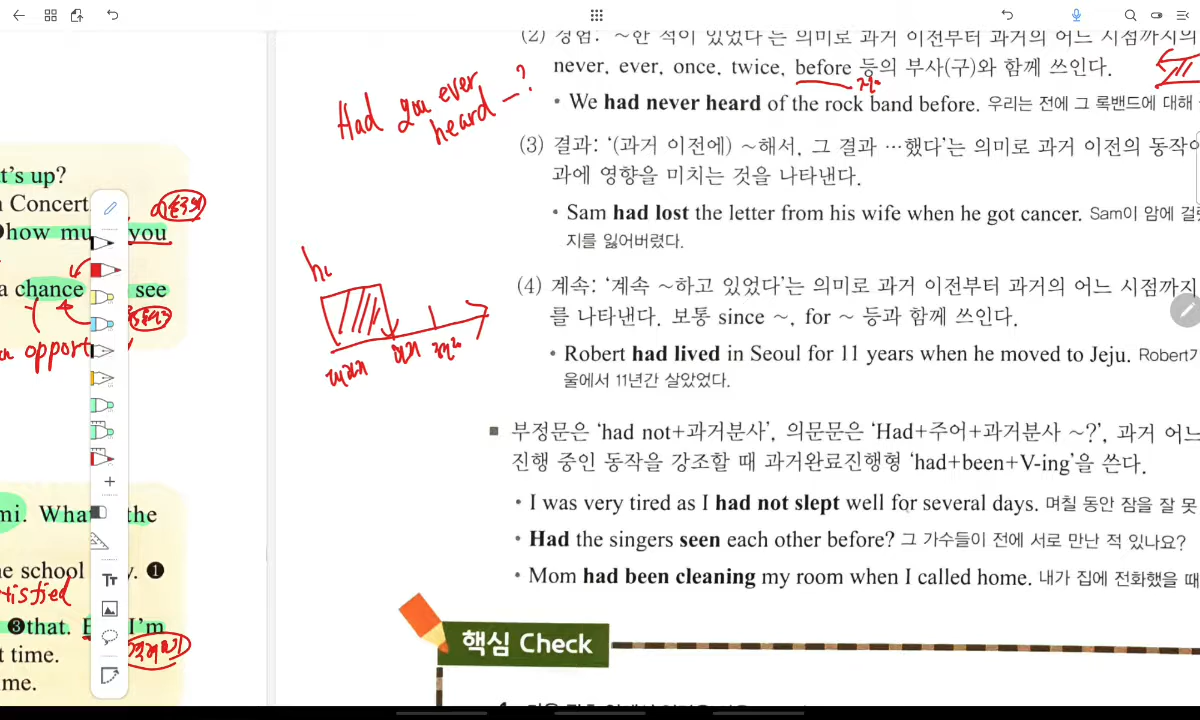 (2) 경험: ~한 적이 있었다'는 의미로 과거 이전부터 과거의 어느 시점까지의
never, ever, once, twice, before 등의 부사(구)와 함께 쓰인다.
• We had never heard of the rock band before. 우리는 전에 그 록밴드에 대해
Had you ever heard ~?
(3) 결과: '(과거 이전에) ~해서, 그 결과 …했다'는 의미로 과거 이전의 동작이
과에 영향을 미치는 것을 나타낸다.
• Sam had lost the letter from his wife when he got cancer. Sam이 암에 걸렸
지를 잃어버렸다.
(4) 계속: '계속 ~하고 있었다'는 의미로 과거 이전부터 과거의 어느 시점까지
를 나타낸다. 보통 since ~, for ~ 등과 함께 쓰인다.
• Robert had lived in Seoul for 11 years when he moved to Jeju. Robert가
울에서 11년간 살았었다.
■ 부정문은 'had not+과거분사', 의문문은 'Had+주어+과거분사 ~?', 과거 어느
진행 중인 동작을 강조할 때 과거완료진행형 'had+been+V-ing'을 쓴다.
• I was very tired as I had not slept well for several days. 며칠 동안 잠을 잘 못
• Had the singers seen each other before? 그 가수들이 전에 서로 만난 적 있나요?
• Mom had been cleaning my room when I called home. 내가 집에 전화했을 때
핵심 Check
t's up?
n Concert.
how mu you
a chance see
opport
mi. Wha the
e school y. ❶
tisfied
❸that. I'm
t time.
me.
Tт